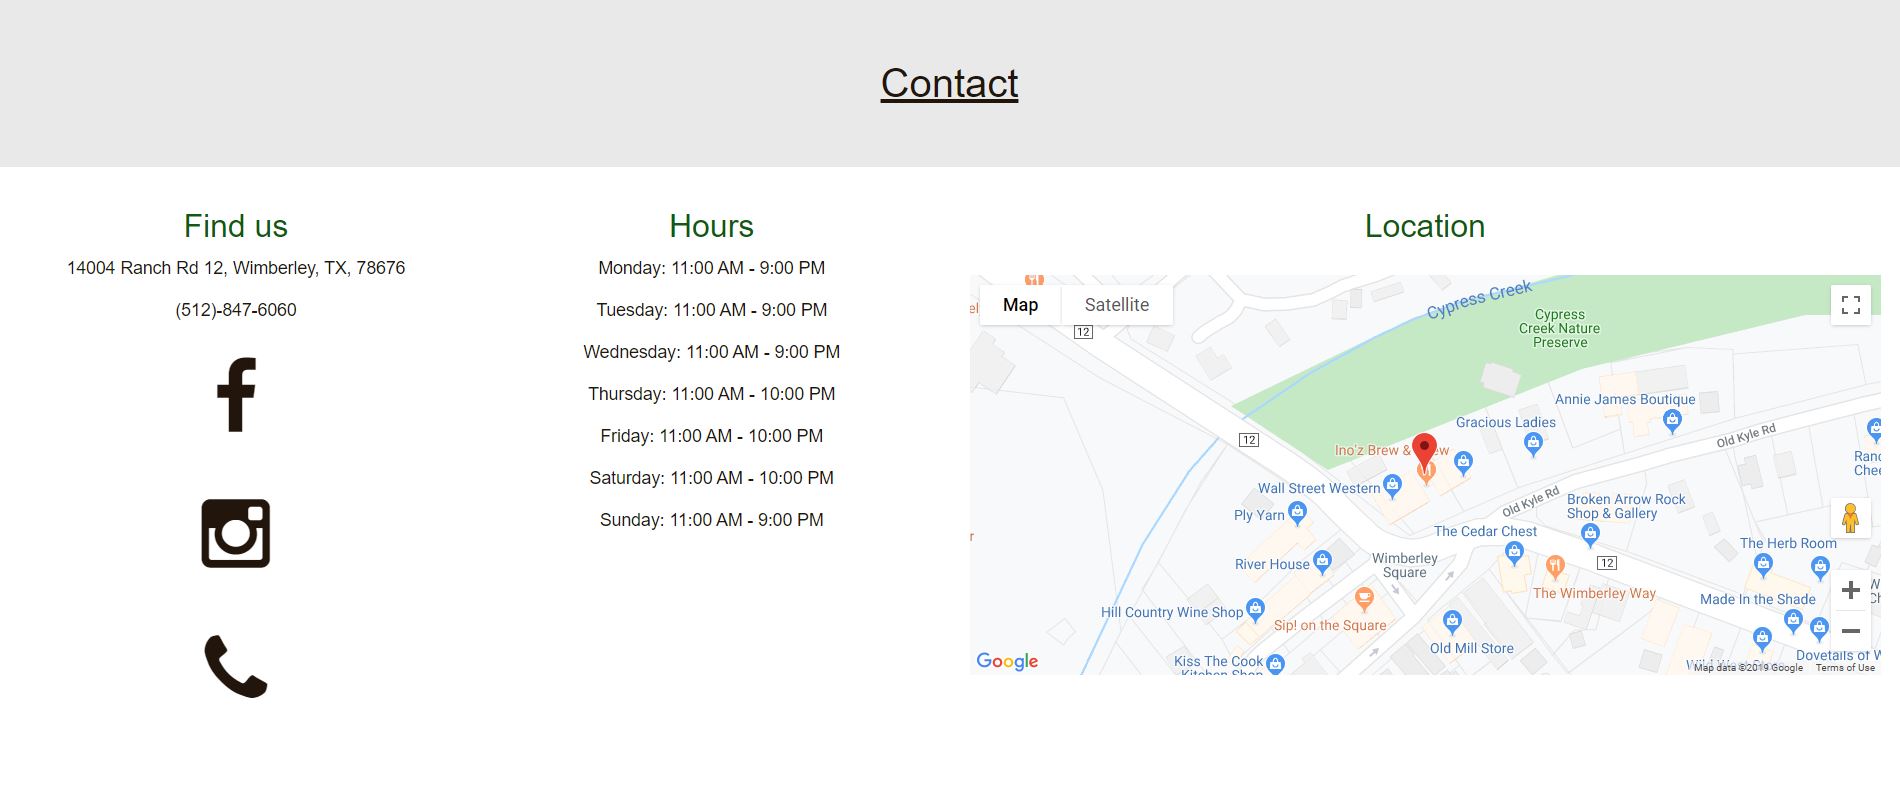 Contact
Find us
14004 Ranch Rd 12, Wimberley, TX, 78676
(512)-847-6060
Hours
Monday: 11:00 AM - 9:00 PM
Tuesday: 11:00 AM - 9:00 PM
Wednesday: 11:00 AM - 9:00 PM
Thursday: 11:00 AM - 10:00 PM
Friday: 11:00 AM - 10:00 PM
Saturday: 11:00 AM - 10:00 PM
Sunday: 11:00 AM - 9:00 PM
Location
Map
Satellite
Cypress Creek
Cypress
Creek Nature
Preserve
12
Annie James Boutique
Gracious Ladies
12
Old Kyle Rd
Ino'z Brew &
Wall Street Western
Old Kyle Rd
Broken Arrow Rock
Shop & Gallery
Ply Yarn
The Cedar Chest
The Herb Room
Wimberley
Square
River House
12
The Wimberley Way
Made In the Shade
Hill Country Wine Shop
Sip! on the Square
Old Mill Store
Kiss The Cook
Kitchen Shop
Dovetails of W
Google
Map data ©2019 Google
Terms of Use